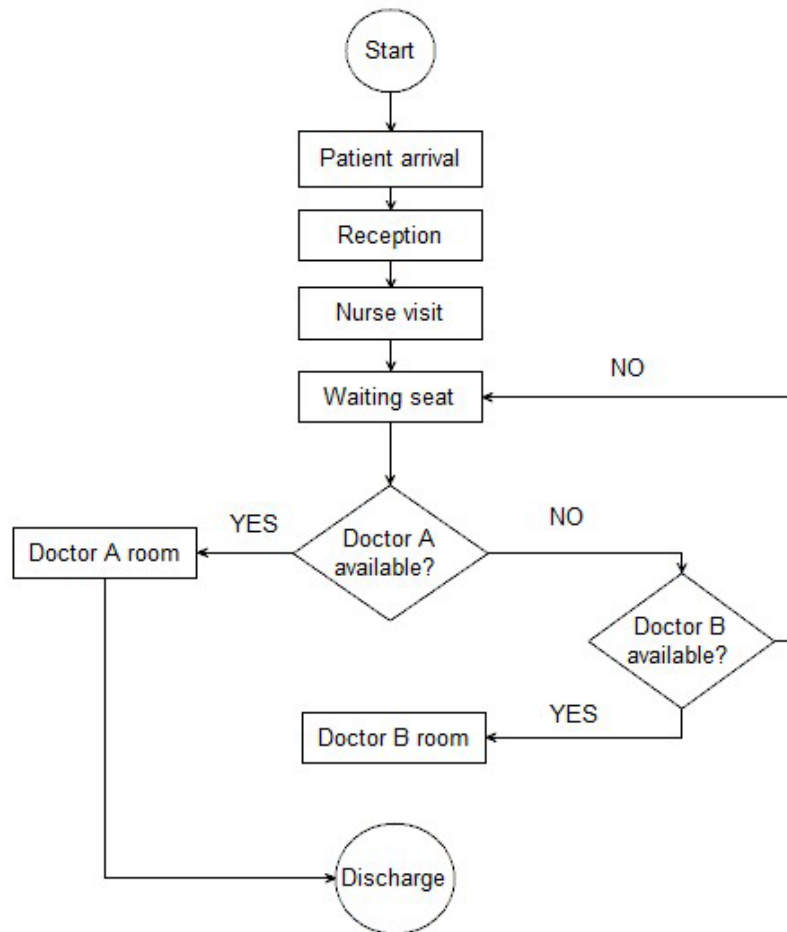 Start
Patient arrival
Reception
Nurse visit
NO
Waiting seat
YES
NO
Doctor A room
Doctor A
available?
Doctor B
available?
YES
Doctor B room
Discharge